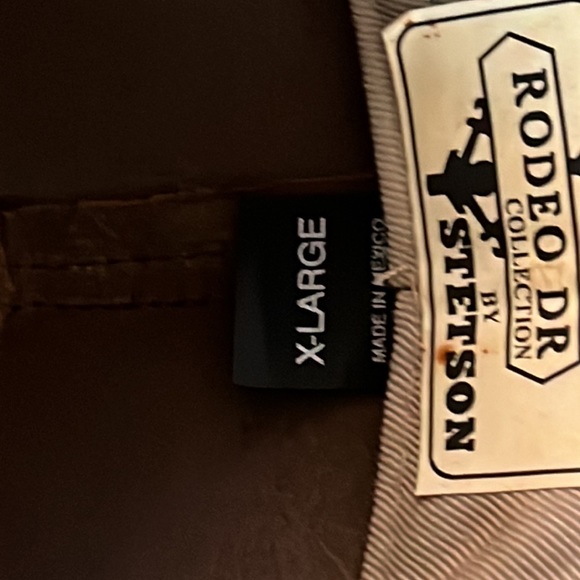 X-LARGE
MADE IN MEXICO
RODEO DR
COLLECTION
BY
STETSON